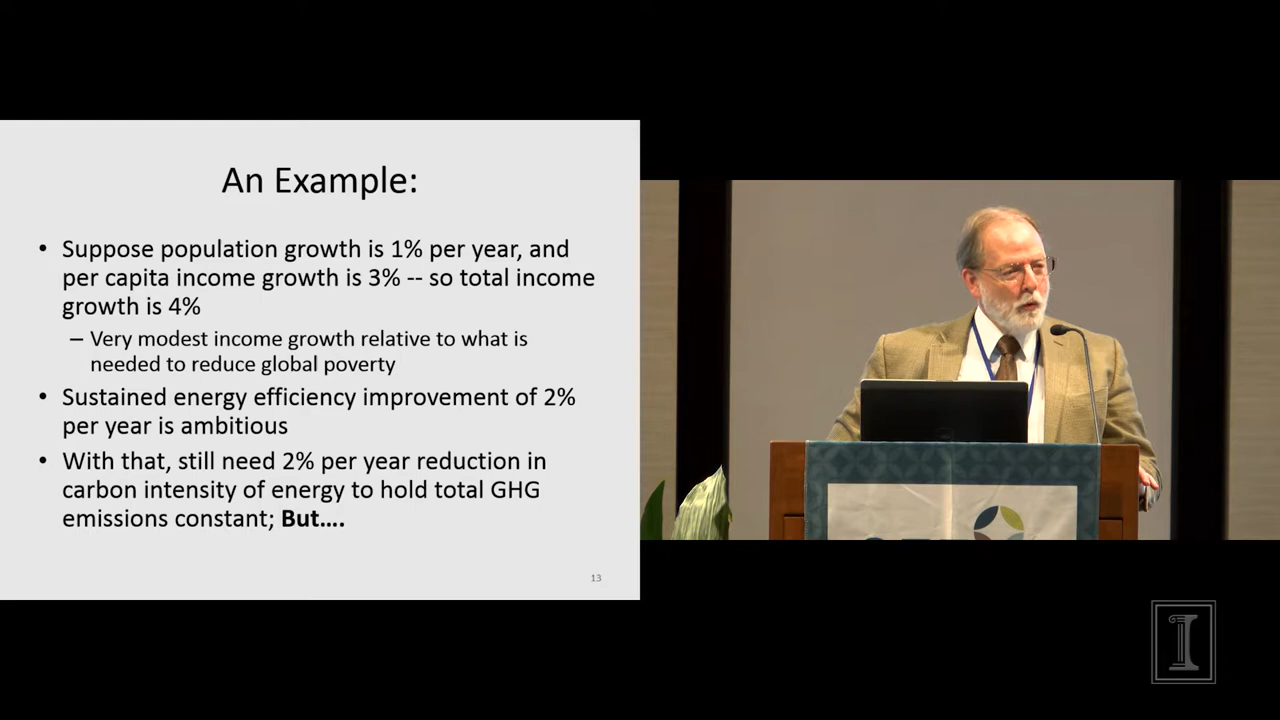 An Example:
• Suppose population growth is 1% per year, and
per capita income growth is 3% -- so total income
growth is 4%
– Very modest income growth relative to what is
needed to reduce global poverty
• Sustained energy efficiency improvement of 2%
per year is ambitious
• With that, still need 2% per year reduction in
carbon intensity of energy to hold total GHG
emissions constant; But....
13
I